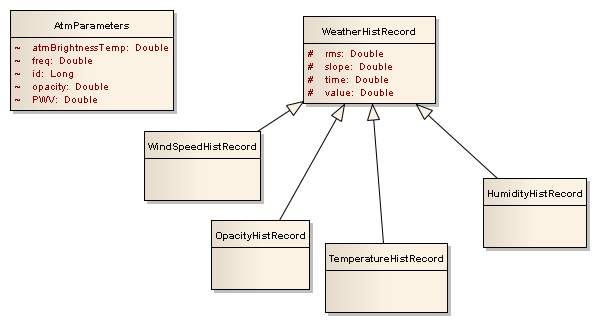 AtmParameters
~ atmBrightnessTemp: Double
~ freq: Double
~ id: Long
~ opacity: Double
~ PWV: Double
WeatherHistRecord
# rms: Double
# slope: Double
# time: Double
# value: Double
WindSpeedHistRecord
OpacityHistRecord
TemperatureHistRecord
HumidityHistRecord